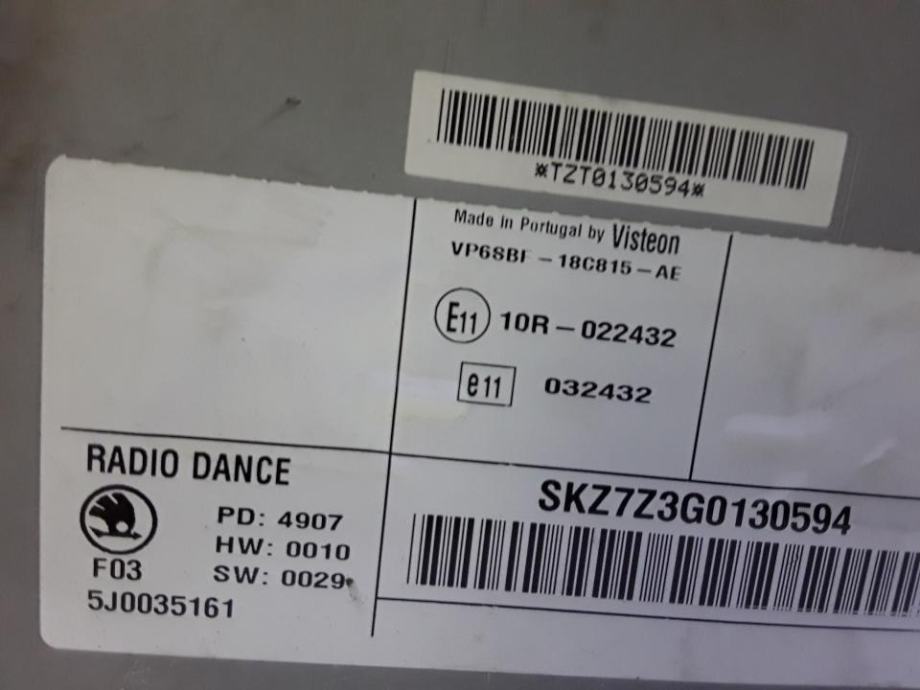 *TZT0130594*
Made in Portugal by Visteon
VP6SBF-18C815-AE
E11 10R-022432
e11 032432
RADIO DANCE
PD: 4907
HW: 0010
F03 SW: 0029
5J0035161
SKZ7Z3G0130594